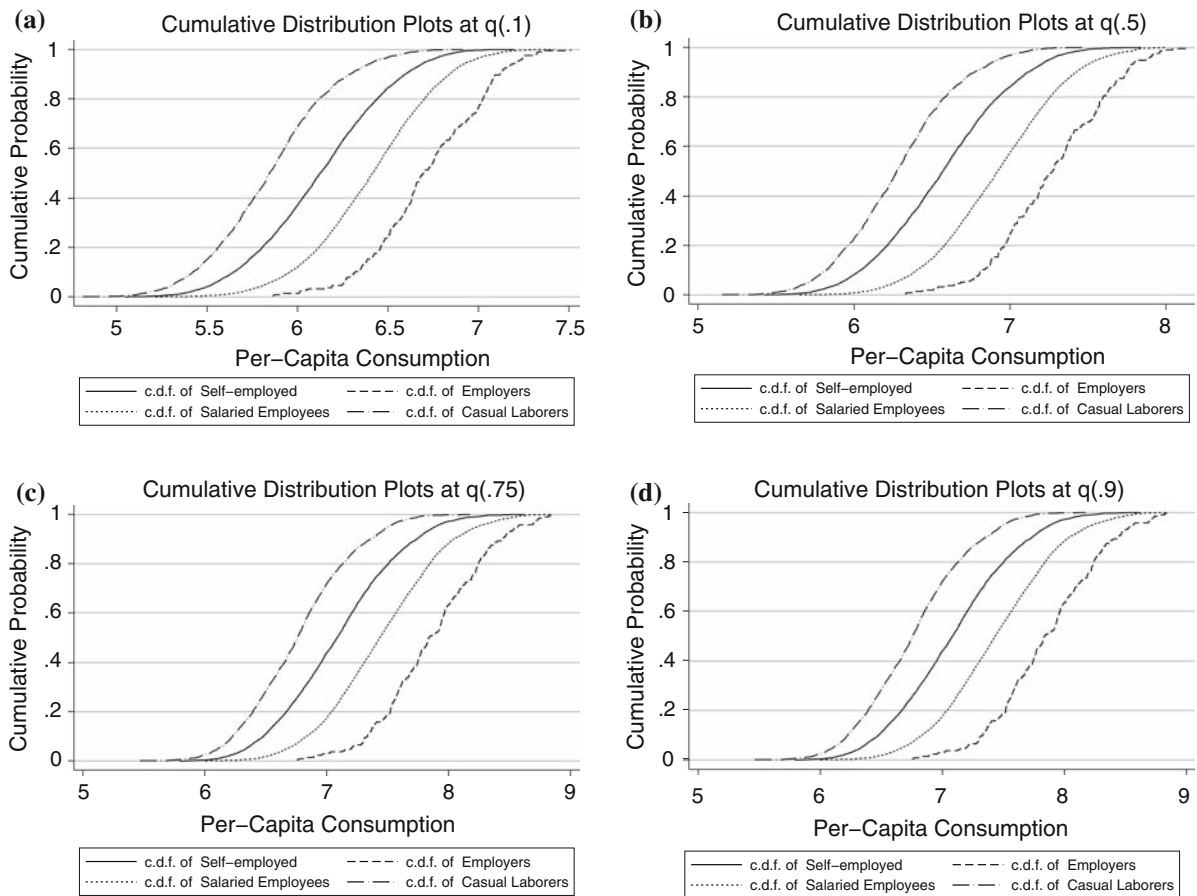 (a)
Cumulative Distribution Plots at q(.1)
Cumulative Probability
1
.8
.6
.4
.2
0
5
5.5
6
6.5
7
7.5
Per−Capita Consumption
c.d.f. of Self−employed
c.d.f. of Employers
c.d.f. of Salaried Employees
c.d.f. of Casual Laborers
(b)
Cumulative Distribution Plots at q(.5)
Cumulative Probability
1
.8
.6
.4
.2
0
5
6
7
8
Per−Capita Consumption
c.d.f. of Self−employed
c.d.f. of Employers
c.d.f. of Salaried Employees
c.d.f. of Casual Laborers
(c)
Cumulative Distribution Plots at q(.75)
Cumulative Probability
1
.8
.6
.4
.2
0
5
6
7
8
9
Per−Capita Consumption
c.d.f. of Self−employed
c.d.f. of Employers
c.d.f. of Salaried Employees
c.d.f. of Casual Laborers
(d)
Cumulative Distribution Plots at q(.9)
Cumulative Probability
1
.8
.6
.4
.2
0
5
6
7
8
9
Per−Capita Consumption
c.d.f. of Self−employed
c.d.f. of Employers
c.d.f. of Salaried Employees
c.d.f. of Casual Laborers